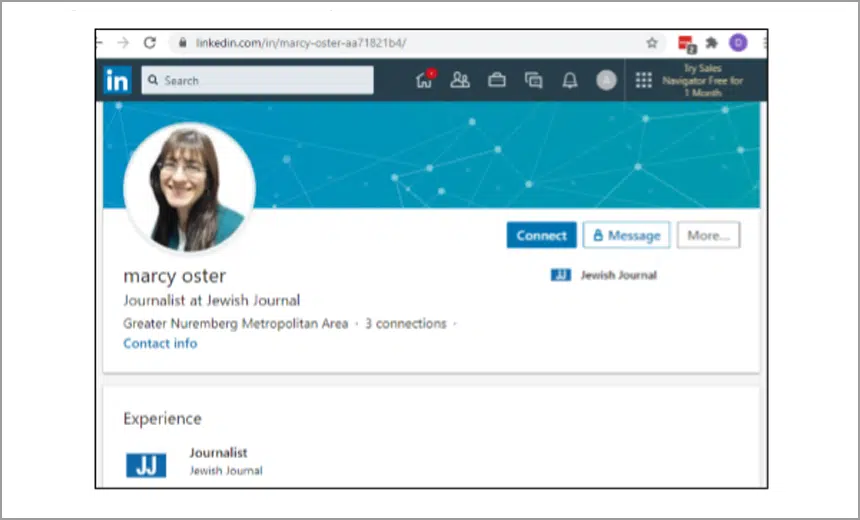 linkedin.com/in/marcy-oster-aa71821b4/
2
D
in
Search
Try Sales
Navigator Free for
1 Month
Connect
Message
More...
marcy oster
JJ Jewish Journal
Journalist at Jewish Journal
Greater Nuremberg Metropolitan Area · 3 connections ·
Contact info
Experience
JJ
Journalist
Jewish Journal